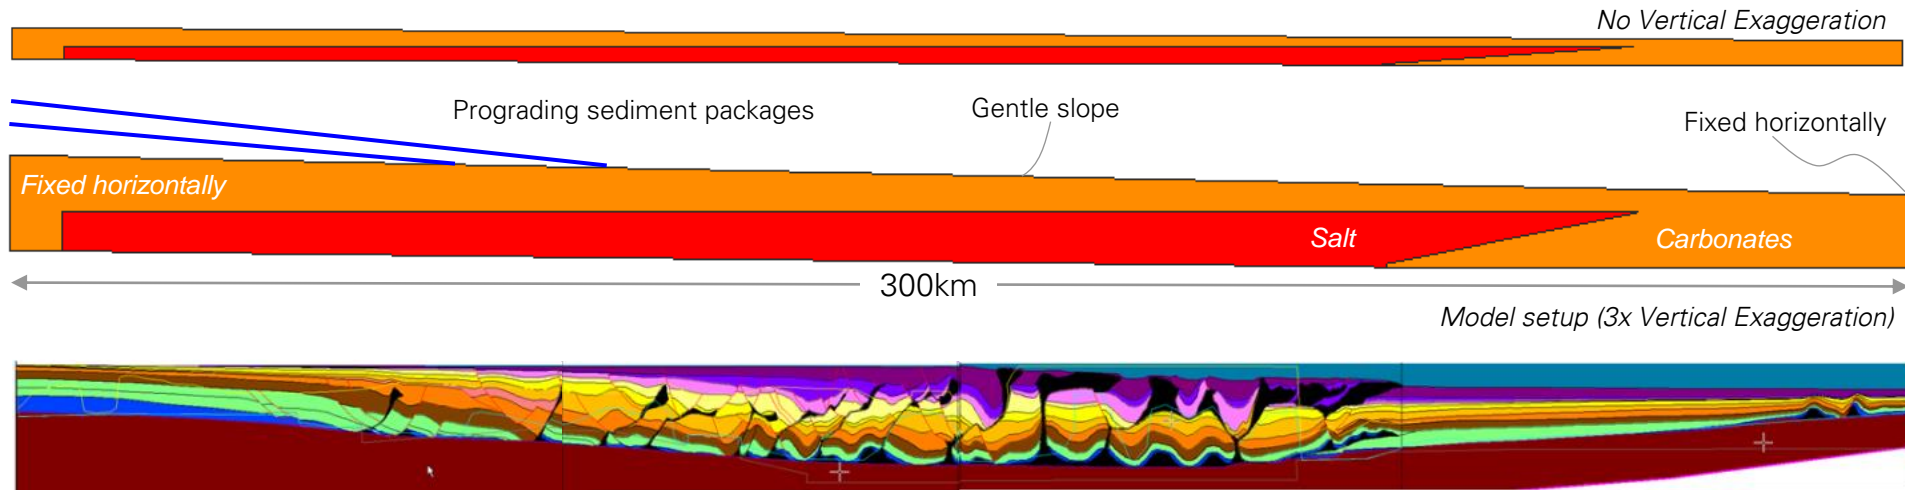 No Vertical Exaggeration
Prograding sediment packages
Gentle slope
Fixed horizontally
Fixed horizontally
Salt
Carbonates
300km
Model setup (3x Vertical Exaggeration)